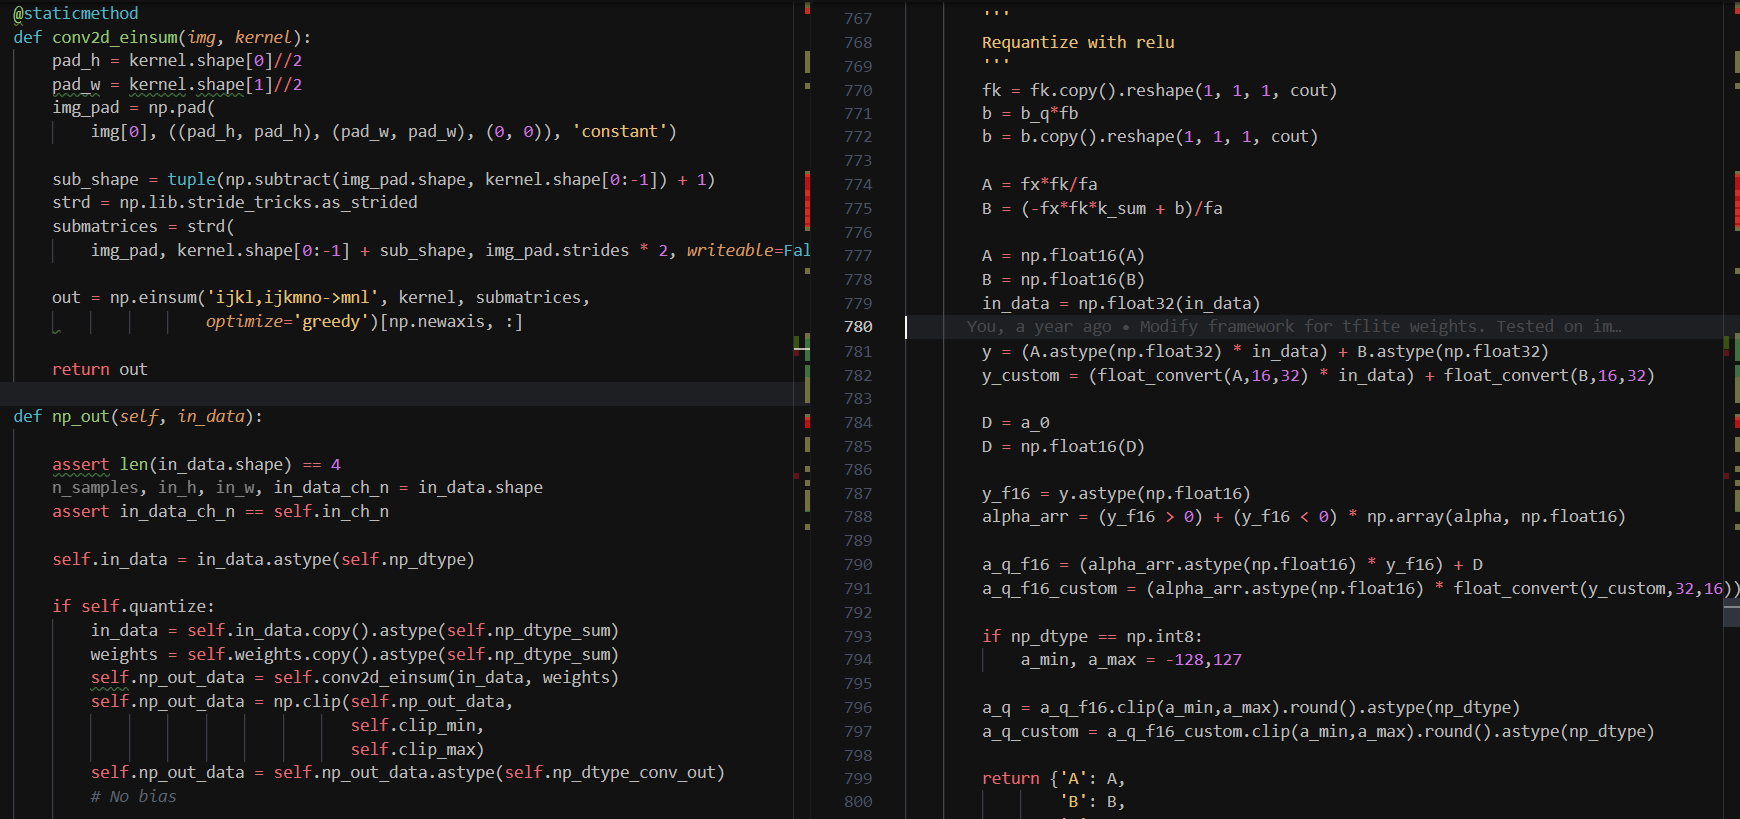 @staticmethod
def conv2d_einsum(img, kernel):
    pad_h = kernel.shape[0]//2
    pad_w = kernel.shape[1]//2
    img_pad = np.pad(
        img[0], ((pad_h, pad_h), (pad_w, pad_w), (0, 0)), 'constant')

    sub_shape = tuple(np.subtract(img_pad.shape, kernel.shape[0:-1]) + 1)
    strd = np.lib.stride_tricks.as_strided
    submatrices = strd(
        img_pad, kernel.shape[0:-1] + sub_shape, img_pad.strides * 2, writeable=Fal

    out = np.einsum('ijkl,ijkmno->mnl', kernel, submatrices,
                    optimize='greedy')[np.newaxis, :]

    return out

def np_out(self, in_data):

    assert len(in_data.shape) == 4
    n_samples, in_h, in_w, in_data_ch_n = in_data.shape
    assert in_data_ch_n == self.in_ch_n

    self.in_data = in_data.astype(self.np_dtype)

    if self.quantize:
        in_data = self.in_data.copy().astype(self.np_dtype_sum)
        weights = self.weights.copy().astype(self.np_dtype_sum)
        self.np_out_data = self.conv2d_einsum(in_data, weights)
        self.np_out_data = np.clip(self.np_out_data,
                                   self.clip_min,
                                   self.clip_max)
        self.np_out_data = self.np_out_data.astype(self.np_dtype_conv_out)
        # No bias
767 '''
768 Requantize with relu
769 '''
770 fk = fk.copy().reshape(1, 1, 1, cout)
771 b = b_q*fb
772 b = b.copy().reshape(1, 1, 1, cout)
773
774 A = fx*fk/fa
775 B = (-fx*fk*k_sum + b)/fa
776
777 A = np.float16(A)
778 B = np.float16(B)
779 in_data = np.float32(in_data)
780 You, a year ago • Modify framework for tflite weights. Tested on im…
781 y = (A.astype(np.float32) * in_data) + B.astype(np.float32)
782 y_custom = (float_convert(A,16,32) * in_data) + float_convert(B,16,32)
783
784 D = a_0
785 D = np.float16(D)
786
787 y_f16 = y.astype(np.float16)
788 alpha_arr = (y_f16 > 0) + (y_f16 < 0) * np.array(alpha, np.float16)
789
790 a_q_f16 = (alpha_arr.astype(np.float16) * y_f16) + D
791 a_q_f16_custom = (alpha_arr.astype(np.float16) * float_convert(y_custom,32,16))
792
793 if np_dtype == np.int8:
794     a_min, a_max = -128,127
795
796 a_q = a_q_f16.clip(a_min,a_max).round().astype(np_dtype)
797 a_q_custom = a_q_f16_custom.clip(a_min,a_max).round().astype(np_dtype)
798
799 return {'A': A,
800         'B': B,